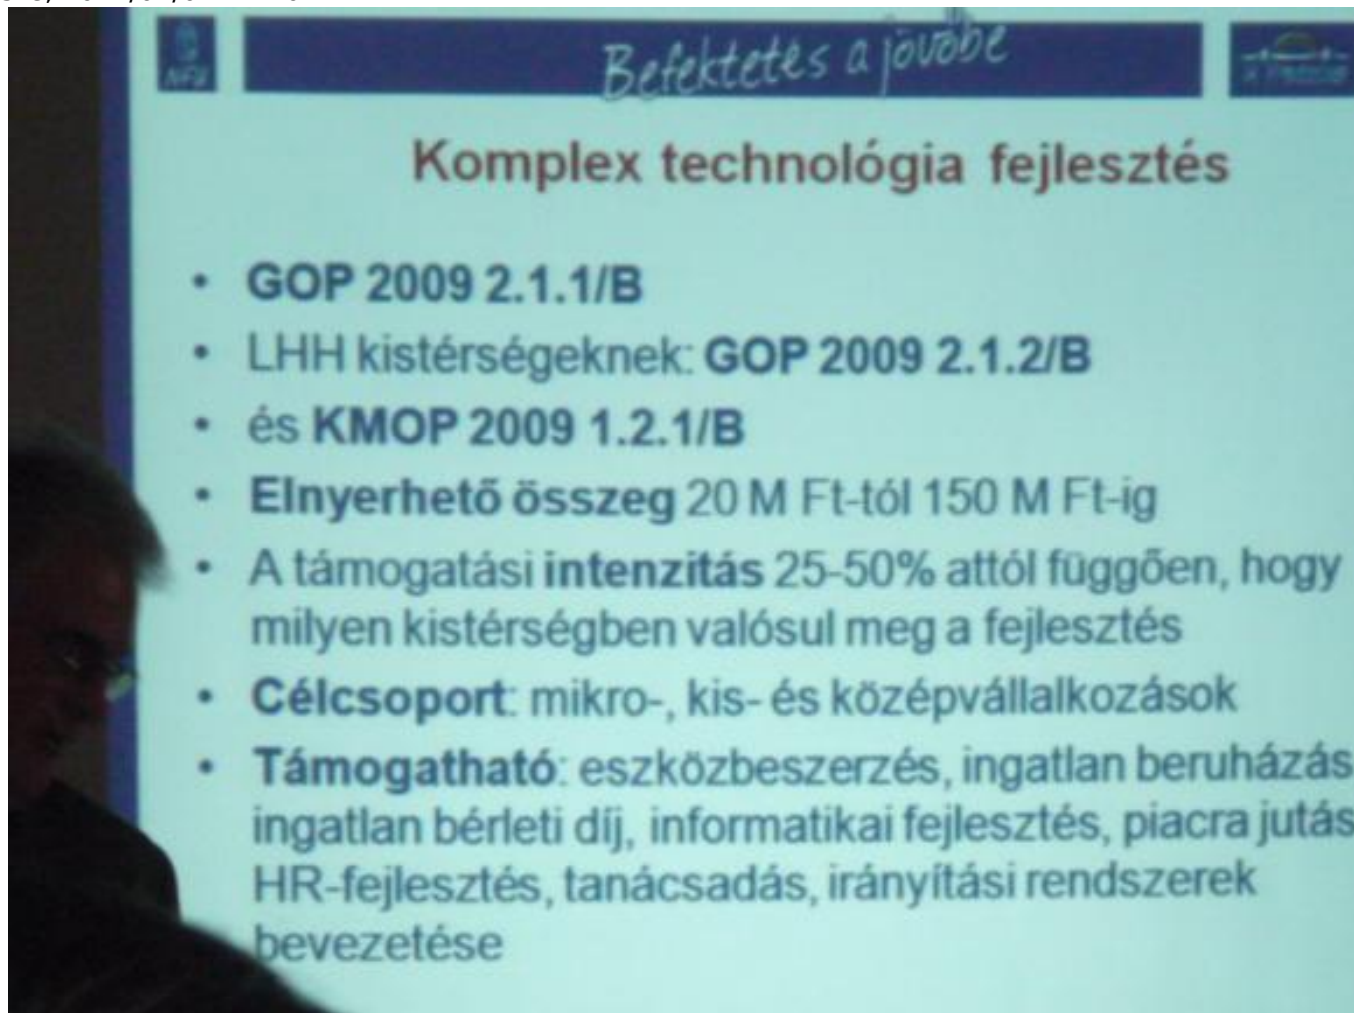 NFÜ
Befektetés a jövőbe
Komplex technológia fejlesztés
• GOP 2009 2.1.1/B
• LHH kistérségeknek: GOP 2009 2.1.2/B
• és KMOP 2009 1.2.1/B
• Elnyerhető összeg 20 M Ft-tól 150 M Ft-ig
• A támogatási intenzitás 25-50% attól függően, hogy
milyen kistérségben valósul meg a fejlesztés
• Célcsoport: mikro-, kis- és középvállalkozások
• Támogatható: eszközbeszerzés, ingatlan beruházás
ingatlan bérleti díj, informatikai fejlesztés, piacra jutás
HR-fejlesztés, tanácsadás, irányítási rendszerek
bevezetése